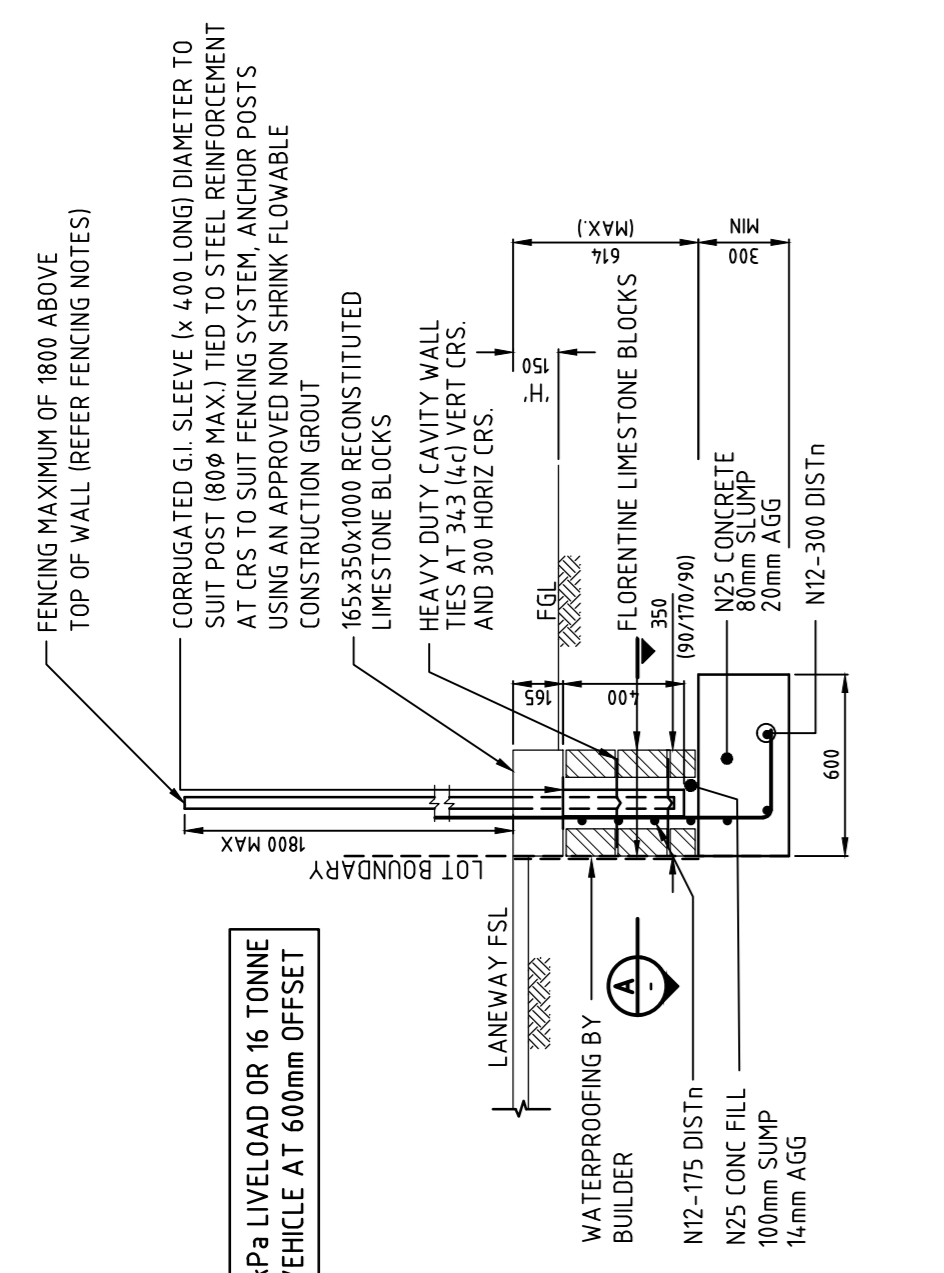 FENCING MAXIMUM OF 1800 ABOVE
TOP OF WALL (REFER FENCING NOTES)
CORRUGATED G.I. SLEEVE (x 400 LONG) DIAMETER TO
SUIT POST (80ø MAX.) TIED TO STEEL REINFORCEMENT
AT CRS TO SUIT FENCING SYSTEM, ANCHOR POSTS
USING AN APPROVED NON SHRINK FLOWABLE
CONSTRUCTION GROUT
165x350x1000 RECONSTITUTED
LIMESTONE BLOCKS
HEAVY DUTY CAVITY WALL
TIES AT 343 (4c) VERT CRS.
AND 300 HORIZ CRS.
'H'
150
614
(MAX.)
300
MIN
FGL
165
400
FLORENTINE LIMESTONE BLOCKS
350
(90/170/90)
N25 CONCRETE
80mm SLUMP
20mm AGG
N12-300 DISTn
600
1800 MAX
LOT BOUNDARY
kPa LIVELOAD OR 16 TONNE
VEHICLE AT 600mm OFFSET
LANEWAY FSL
WATERPROOFING BY
BUILDER
A
-
N12-175 DISTn
N25 CONC FILL
100mm SUMP
14mm AGG